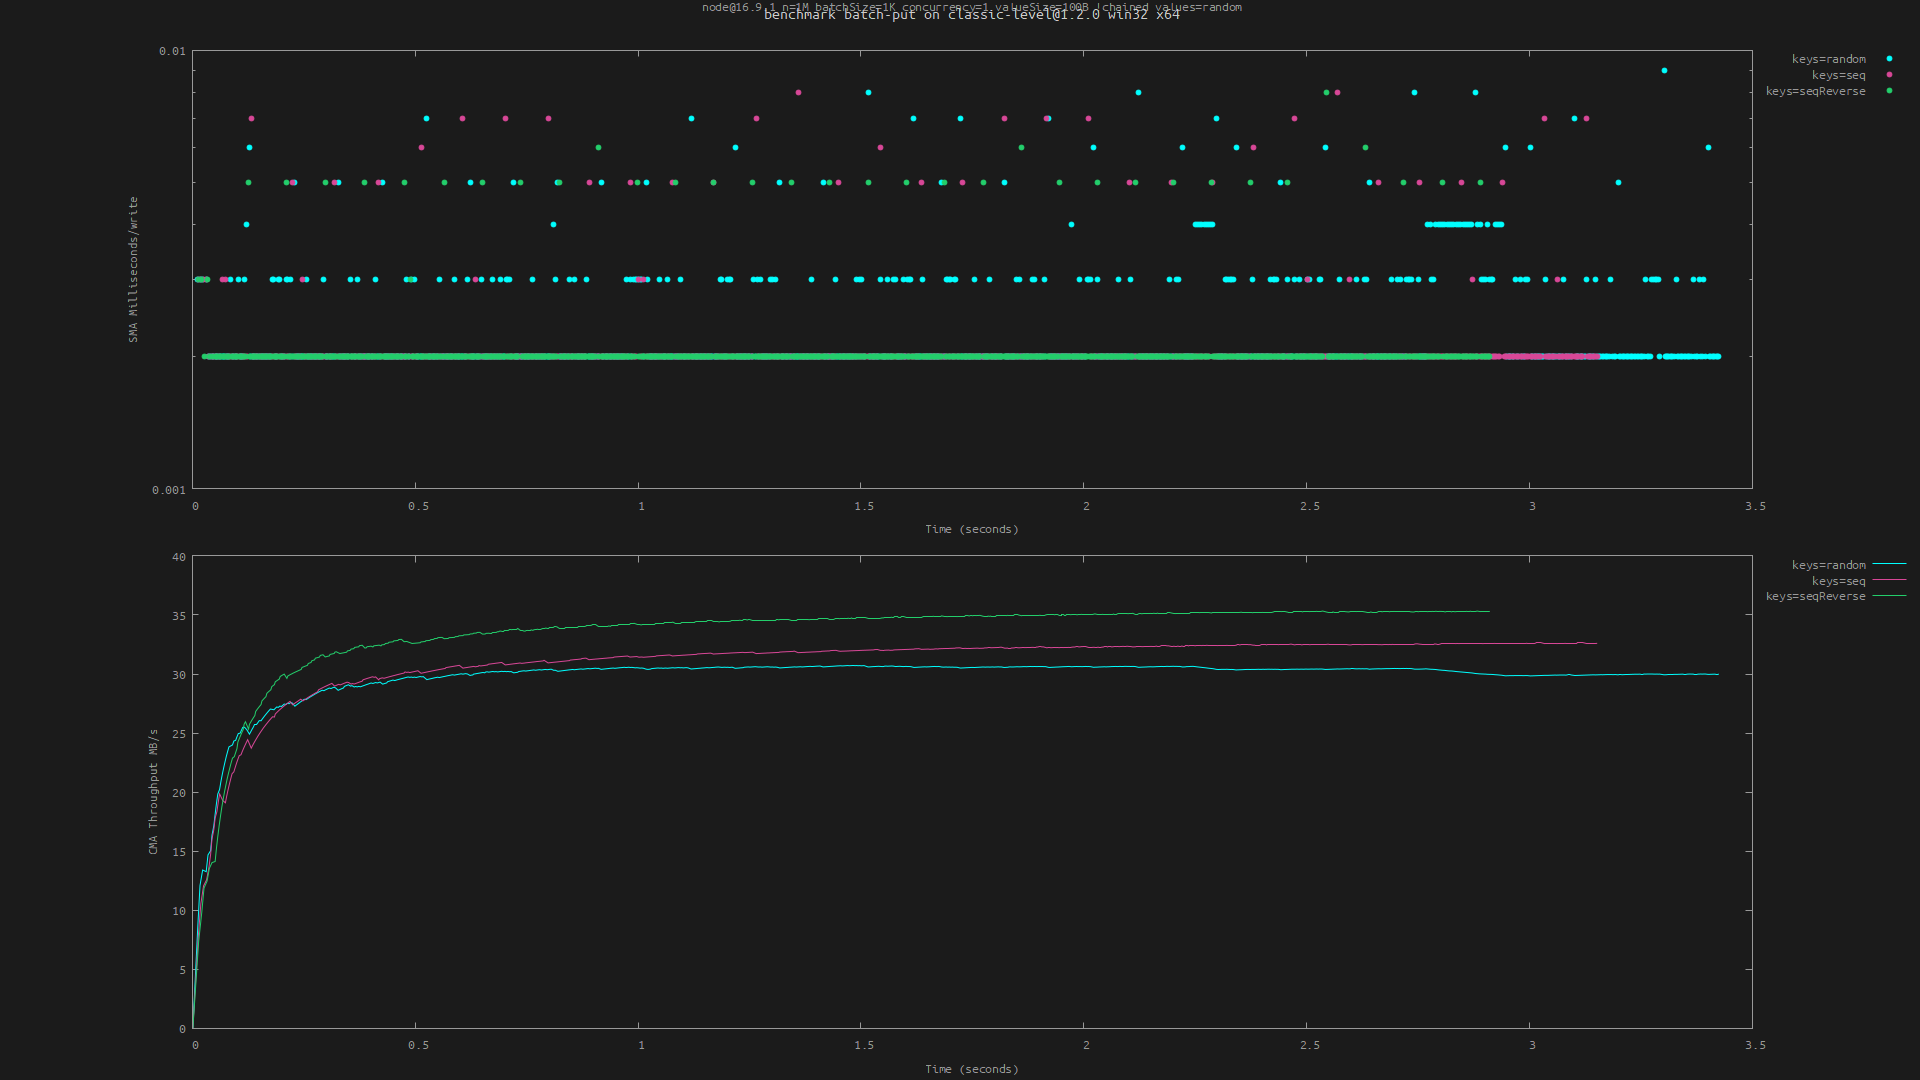 node@16.9.1 n=1M batchSize=1K concurrency=1 valueSize=100B !chained values=random
benchmark batch-put on classic-level@1.2.0 win32 x64
0.01
0.001
SMA Milliseconds/write
keys=random
keys=seq
keys=seqReverse
0 0.5 1 1.5 2 2.5 3 3.5
Time (seconds)
40
35
30
25
20
15
10
5
0
CMA Throughput MB/s
keys=random
keys=seq
keys=seqReverse
0 0.5 1 1.5 2 2.5 3 3.5
Time (seconds)